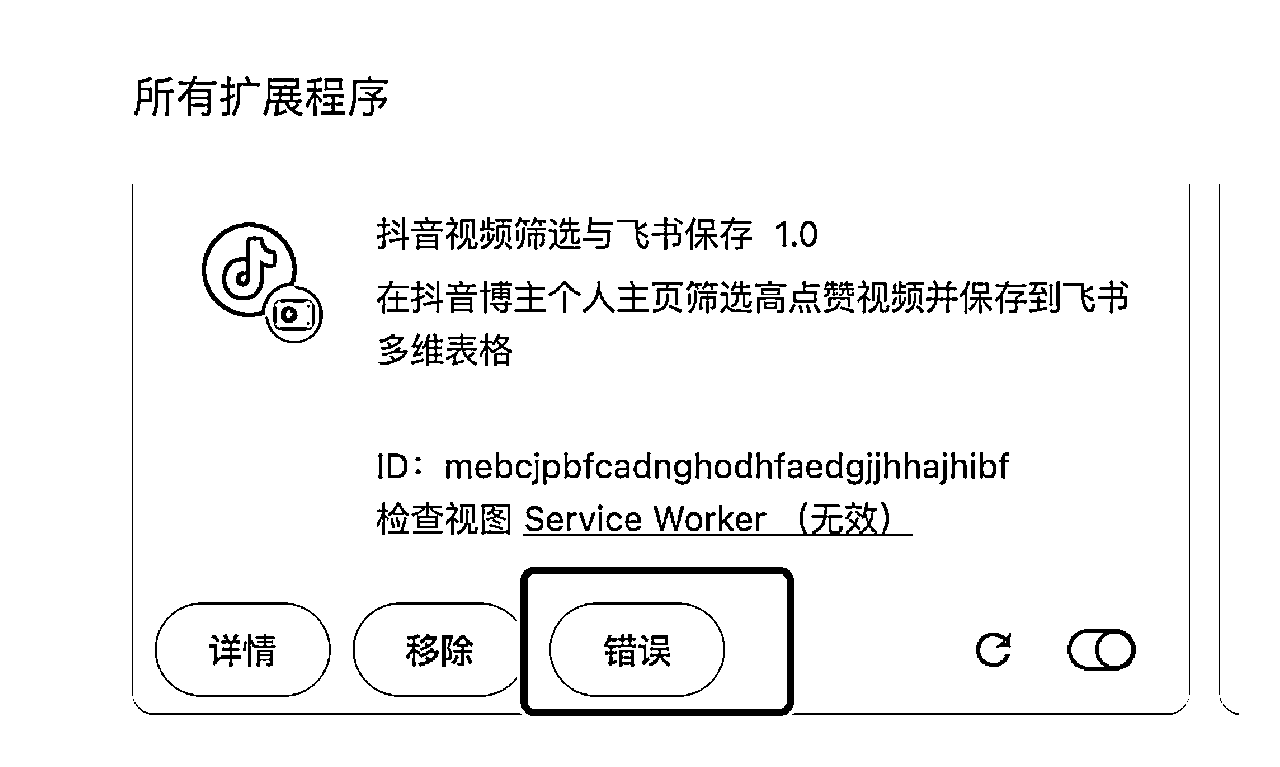 所有扩展程序
抖音视频筛选与飞书保存 1.0
在抖音博主个人主页筛选高点赞视频并保存到飞书
多维表格
ID：mebcjpbfcadnghodhfaedgjjhhajhibf
检查视图 Service Worker （无效）
详情 移除 错误